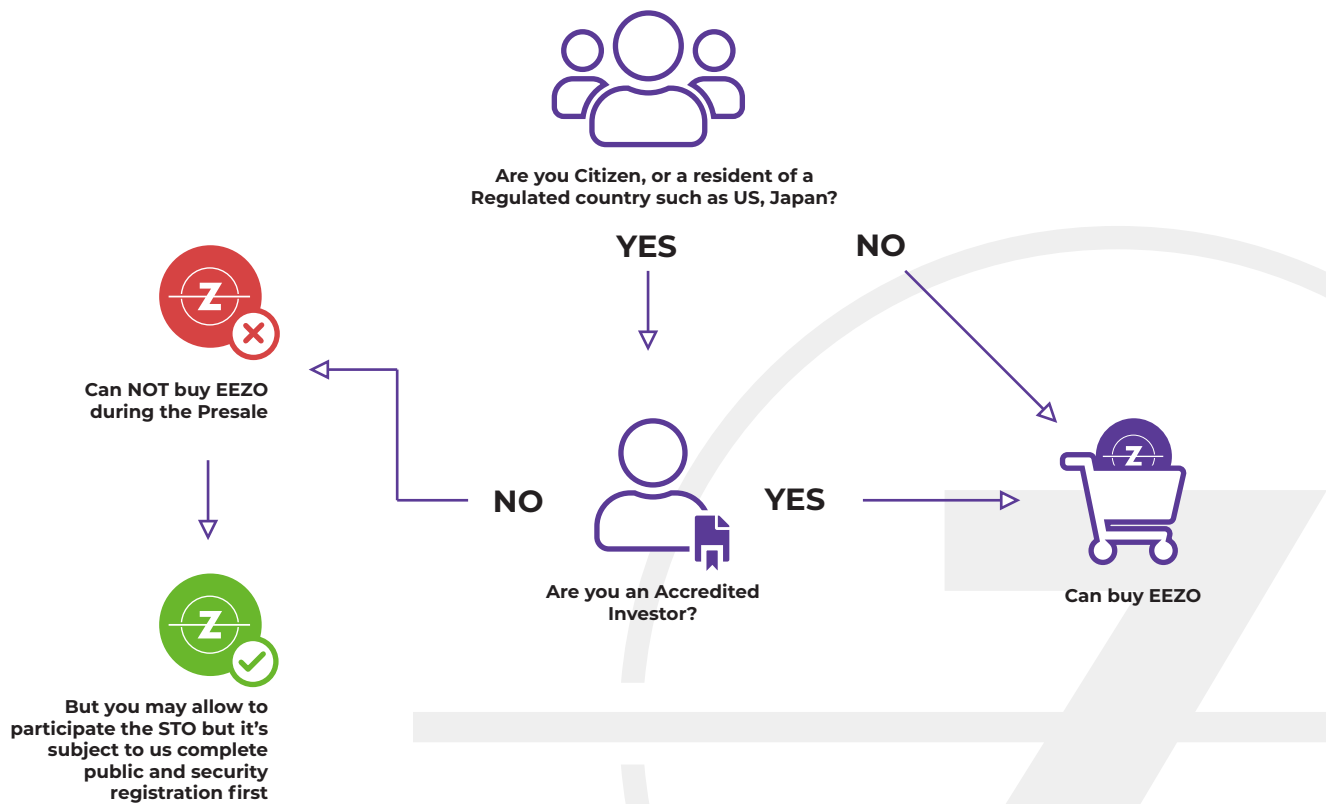 Are you Citizen, or a resident of a
Regulated country such as US, Japan?
YES
NO
Z
Can NOT buy EEZO
during the Presale
NO
YES
Z
Are you an Accredited
Investor?
Can buy EEZO
Z
But you may allow to
participate the STO but it’s
subject to us complete
public and security
registration first